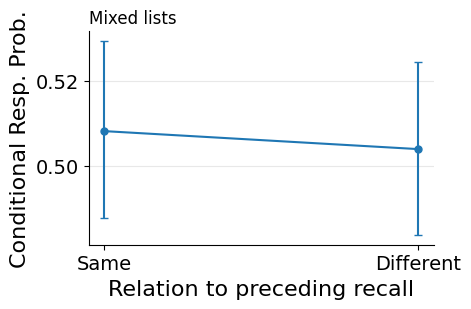 Mixed lists
Conditional Resp. Prob.
0.52
0.50
Same
Different
Relation to preceding recall